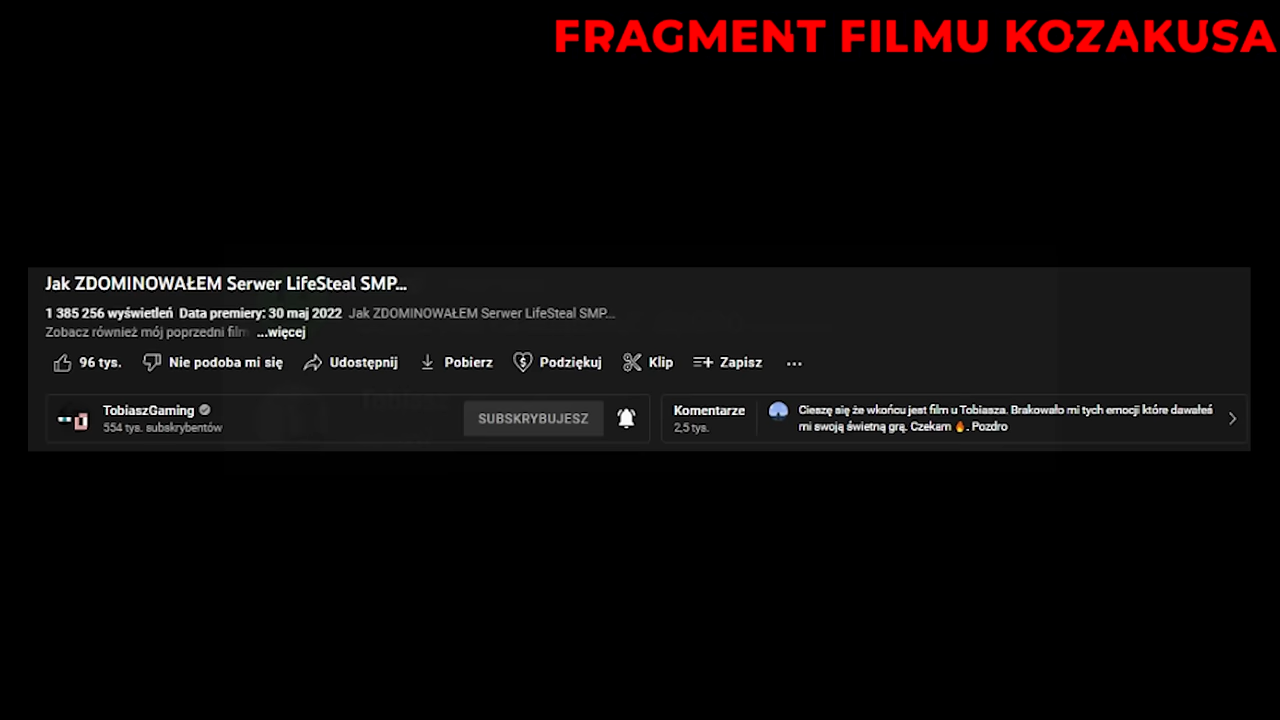 FRAGMENT FILMU KOZAKUSA
Jak ZDOMINOWAŁEM Serwer LifeSteal SMP...
1 385 256 wyświetleń Data premiery: 30 maj 2022 Jak ZDOMINOWAŁEM Serwer LifeSteal SMP...
Zobacz również mój poprzedni film ...więcej
96 tys. Nie podoba mi się Udostępnij Pobierz Podziękuj Klip Zapisz ...
TobiaszGaming
554 tys. subskrybentów
SUBSKRYBUJESZ
Komentarze
2,5 tys.
Cieszę się że wkońcu jest film u Tobiasza. Brakowało mi tych emocji które dawałeś
mi swoją świetną grą. Czekam 🔥. Pozdro